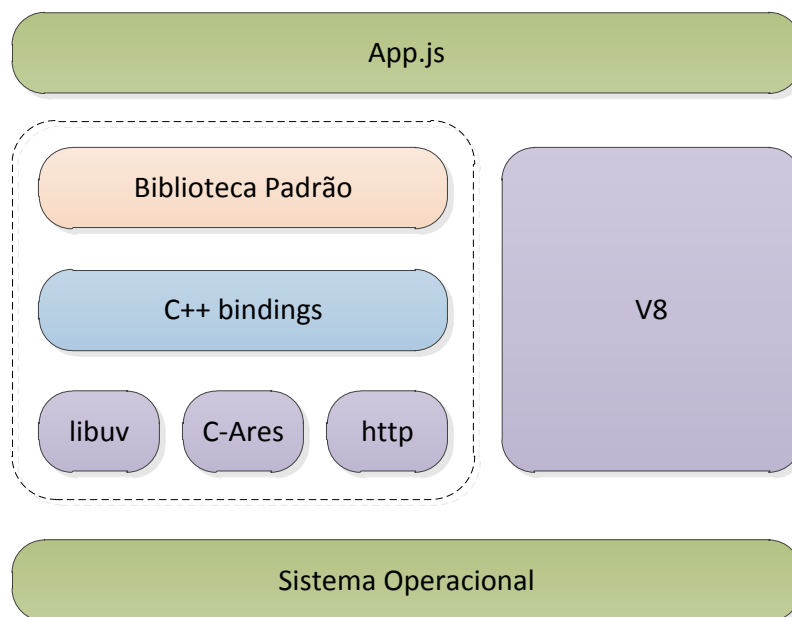 App.js
Biblioteca Padrão
C++ bindings
V8
libuv
C-Ares
http
Sistema Operacional